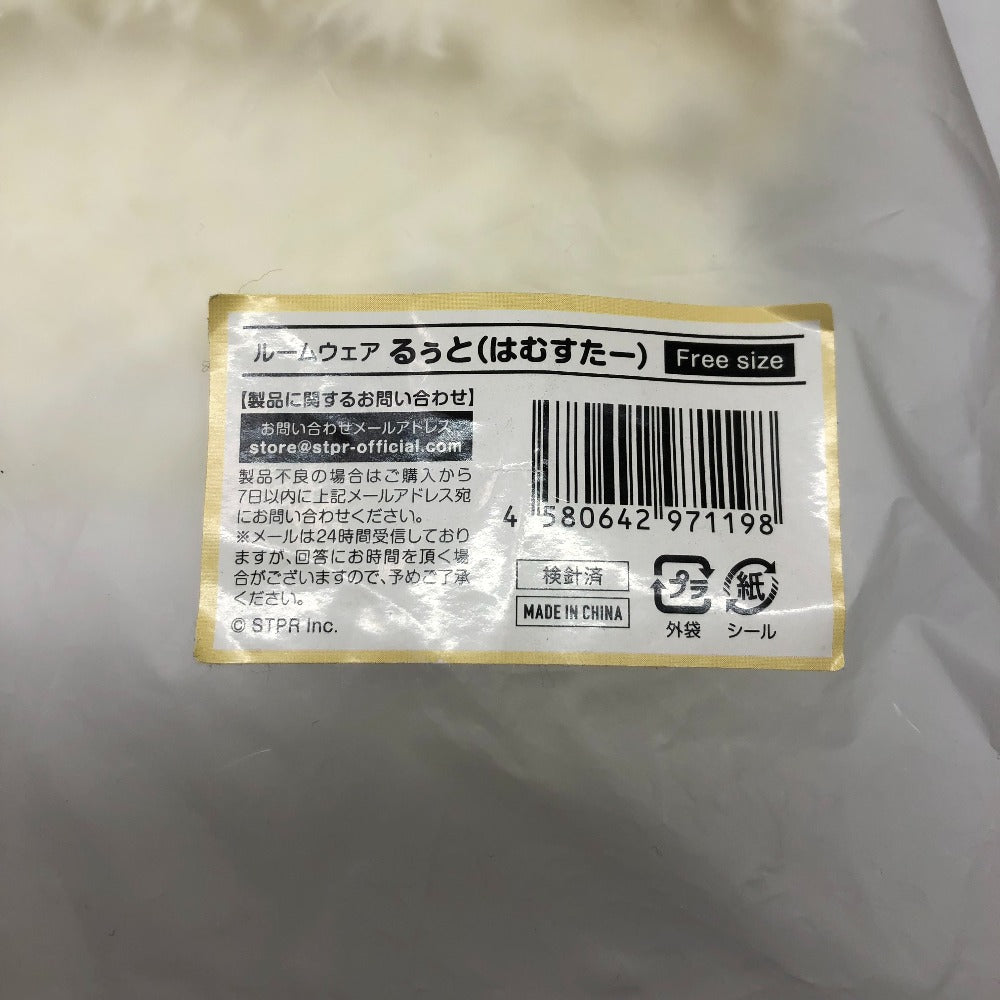 ルームウェア るぅと(はむすたー) Free size
【製品に関するお問い合わせ】
お問い合わせメールアドレス
store@stpr-official.com
製品不良の場合はご購入から
7日以内に上記メールアドレス宛
にお問い合わせください。
※メールは24時間受信しており
ますが、回答にお時間を頂く場
合がございますので、予めご了承
ください。
© STPR Inc.
4 580642 971198
検針済
MADE IN CHINA
プラ
外袋
紙
シール